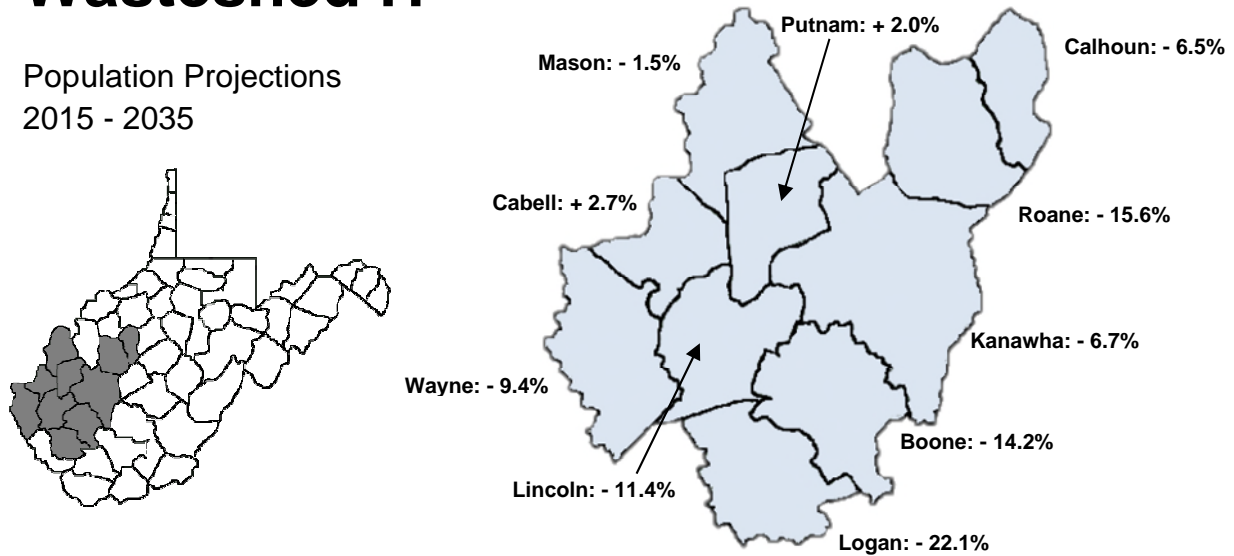 Population Projections
2015 - 2035
Putnam: + 2.0%
Mason: - 1.5%
Calhoun: - 6.5%
Cabell: + 2.7%
Roane: - 15.6%
Kanawha: - 6.7%
Wayne: - 9.4%
Boone: - 14.2%
Lincoln: - 11.4%
Logan: - 22.1%